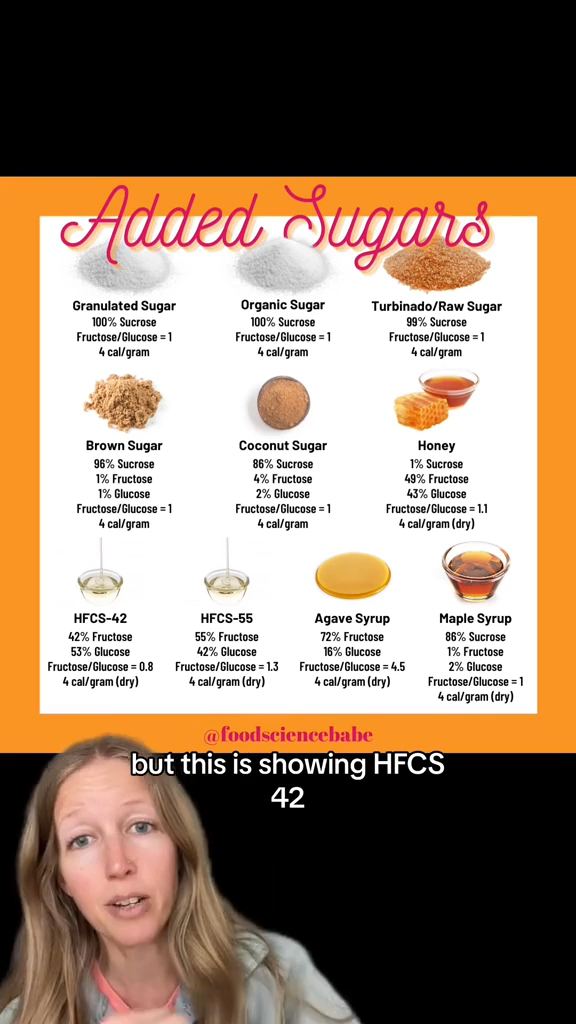 Added Sugars
Granulated Sugar
100% Sucrose
Fructose/Glucose = 1
4 cal/gram
Organic Sugar
100% Sucrose
Fructose/Glucose = 1
4 cal/gram
Turbinado/Raw Sugar
99% Sucrose
Fructose/Glucose = 1
4 cal/gram
Brown Sugar
96% Sucrose
1% Fructose
1% Glucose
Fructose/Glucose = 1
4 cal/gram
Coconut Sugar
86% Sucrose
4% Fructose
2% Glucose
Fructose/Glucose = 1
4 cal/gram
Honey
1% Sucrose
49% Fructose
43% Glucose
Fructose/Glucose = 1.1
4 cal/gram (dry)
HFCS-42
42% Fructose
53% Glucose
Fructose/Glucose = 0.8
4 cal/gram (dry)
HFCS-55
55% Fructose
42% Glucose
Fructose/Glucose = 1.3
4 cal/gram (dry)
Agave Syrup
72% Fructose
16% Glucose
Fructose/Glucose = 4.5
4 cal/gram (dry)
Maple Syrup
86% Sucrose
1% Fructose
2% Glucose
Fructose/Glucose = 1
4 cal/gram (dry)
@foodsciencebabe
but this is showing HFCS
42